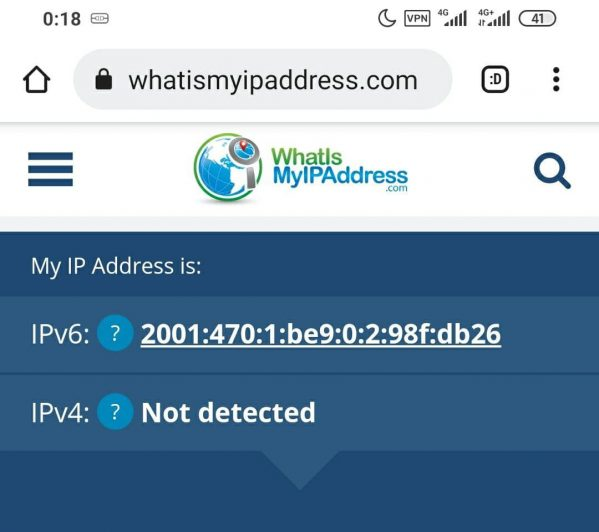 0:18 VPN 4G 4G+ 41
whatismyipaddress.com :D
WhatIs
MyIPAddress
.com
My IP Address is:
IPv6: ? 2001:470:1:be9:0:2:98f:db26
IPv4: ? Not detected